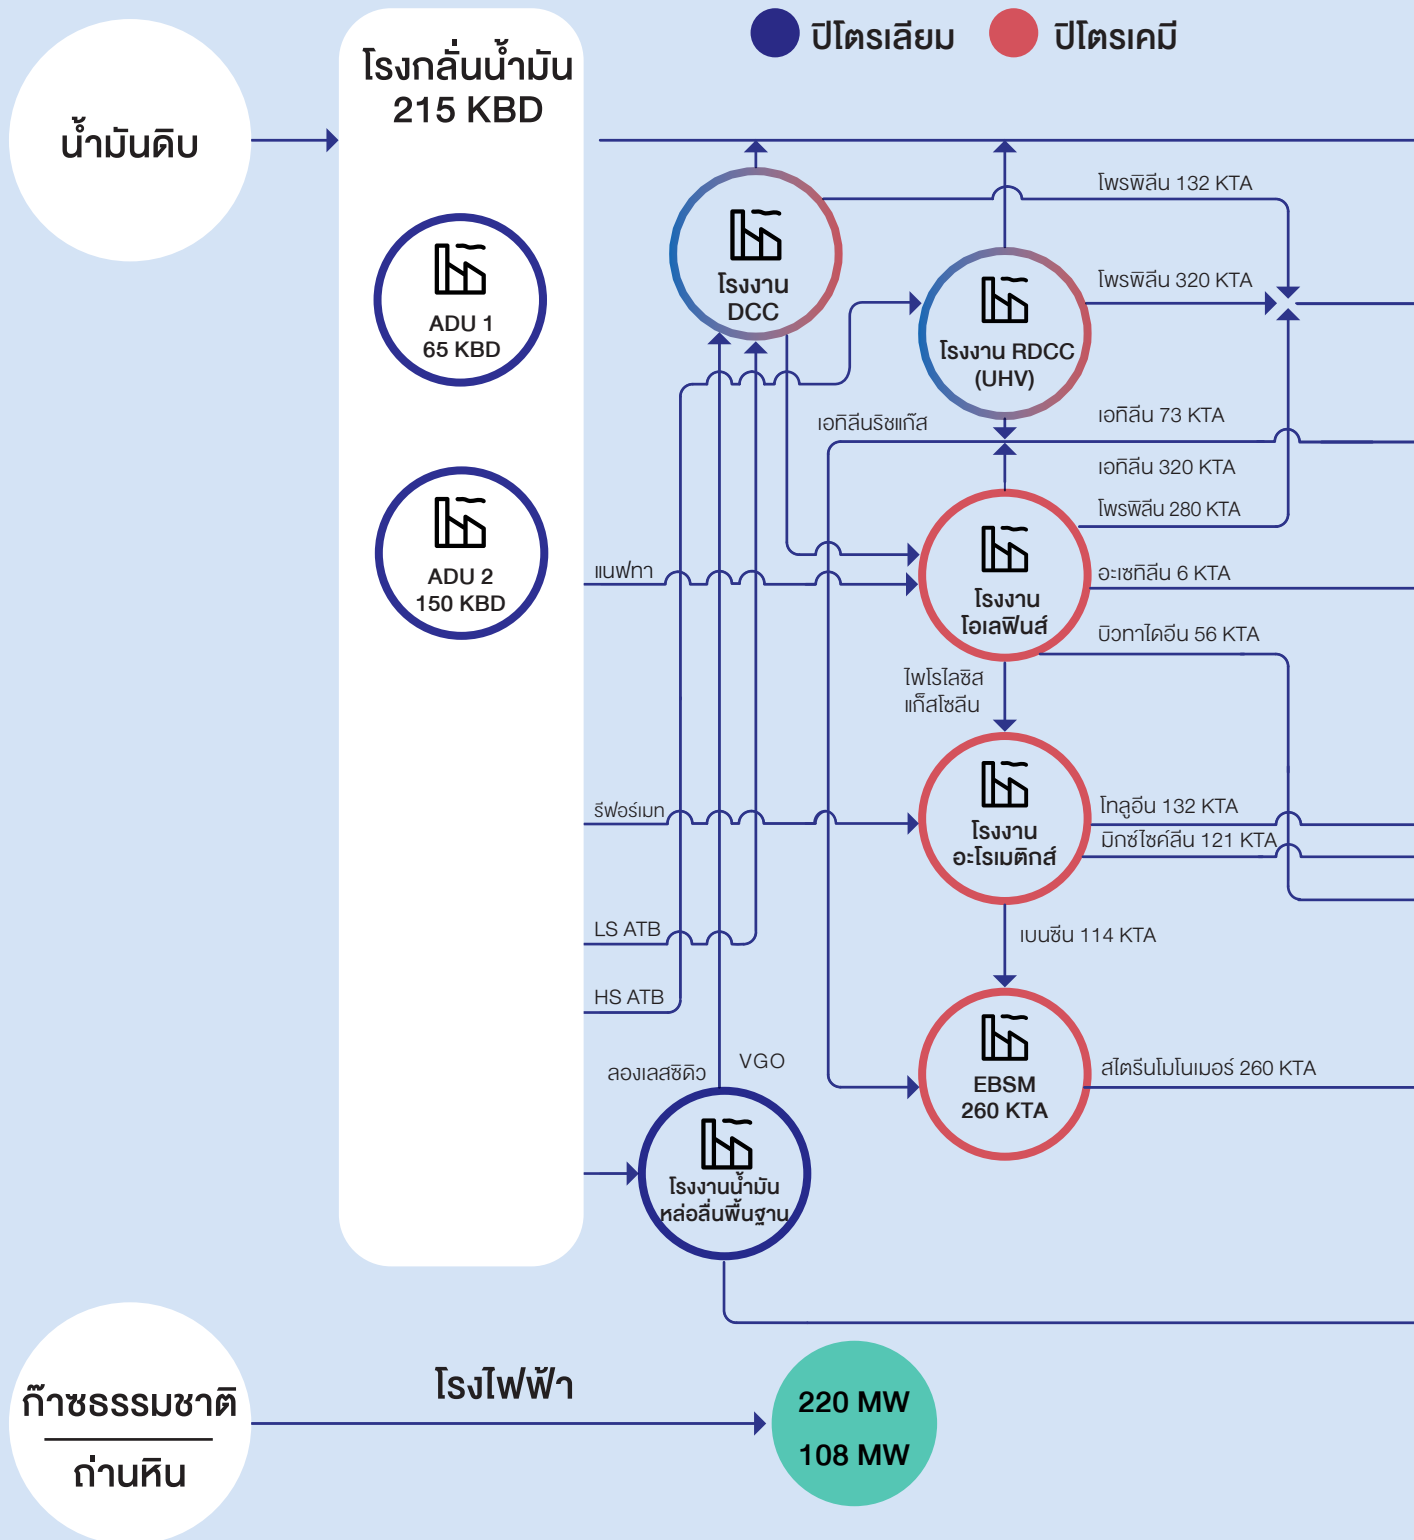 ปิโตรเลียม
ปิโตรเคมี
น้ำมันดิบ
โรงกลั่นน้ำมัน
215 KBD
ADU 1
65 KBD
ADU 2
150 KBD
โรงงาน
DCC
โพรพิลีน 132 KTA
โรงงาน RDCC
(UHV)
โพรพิลีน 320 KTA
เอทิลีนริชแก๊ส
เอทิลีน 73 KTA
เอทิลีน 320 KTA
โพรพิลีน 280 KTA
แนฟทา
โรงงาน
โอเลฟินส์
อะเซทิลีน 6 KTA
บิวทาไดอีน 56 KTA
ไพโรไลซิส
แก็สโซลีน
รีฟอร์เมท
โรงงาน
อะโรเมติกส์
โทลูอีน 132 KTA
มิกซ์ไซค์ลีน 121 KTA
LS ATB
เบนซีน 114 KTA
HS ATB
ลองเลสซิดิว
VGO
EBSM
260 KTA
สไตรีนโมโนเมอร์ 260 KTA
โรงงานน้ำมัน
หล่อลื่นพื้นฐาน
ก๊าซธรรมชาติ
ถ่านหิน
โรงไฟฟ้า
220 MW
108 MW